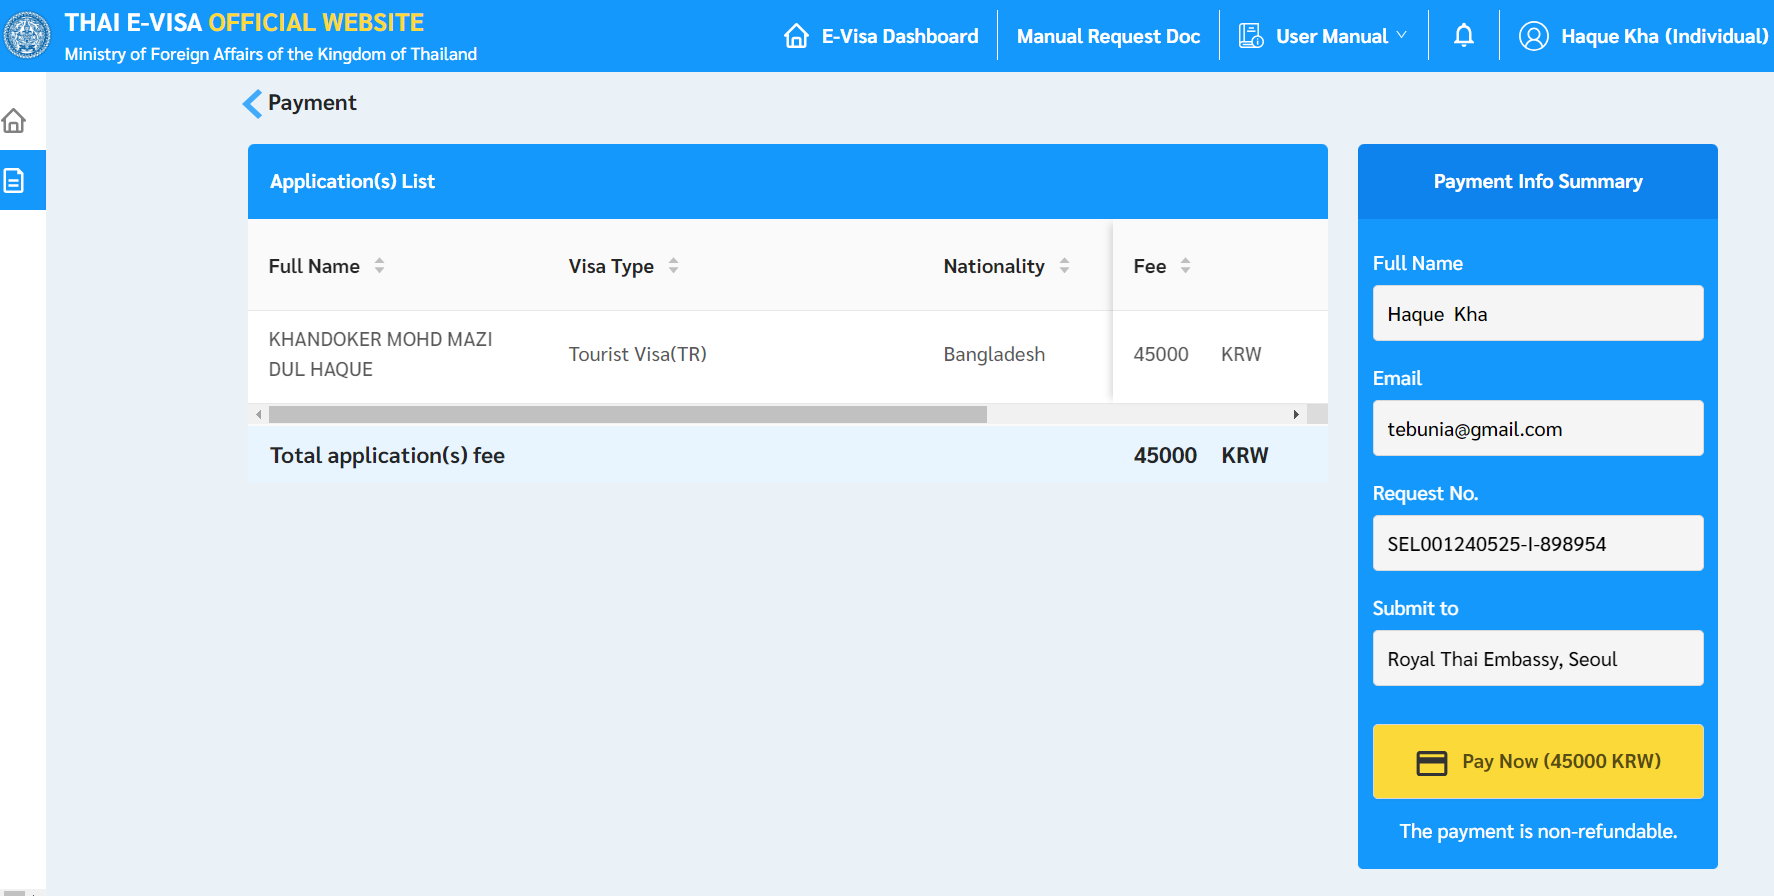 THAI E-VISA OFFICIAL WEBSITE
Ministry of Foreign Affairs of the Kingdom of Thailand
E-Visa Dashboard
Manual Request Doc
User Manual
Haque Kha (Individual)
Payment
Application(s) List
Full Name
Visa Type
Nationality
Fee
KHANDOKER MOHD MAZI
DUL HAQUE
Tourist Visa(TR)
Bangladesh
45000 KRW
Total application(s) fee
45000 KRW
Payment Info Summary
Full Name
Haque Kha
Email
tebunia@gmail.com
Request No.
SEL001240525-I-898954
Submit to
Royal Thai Embassy, Seoul
Pay Now (45000 KRW)
The payment is non-refundable.